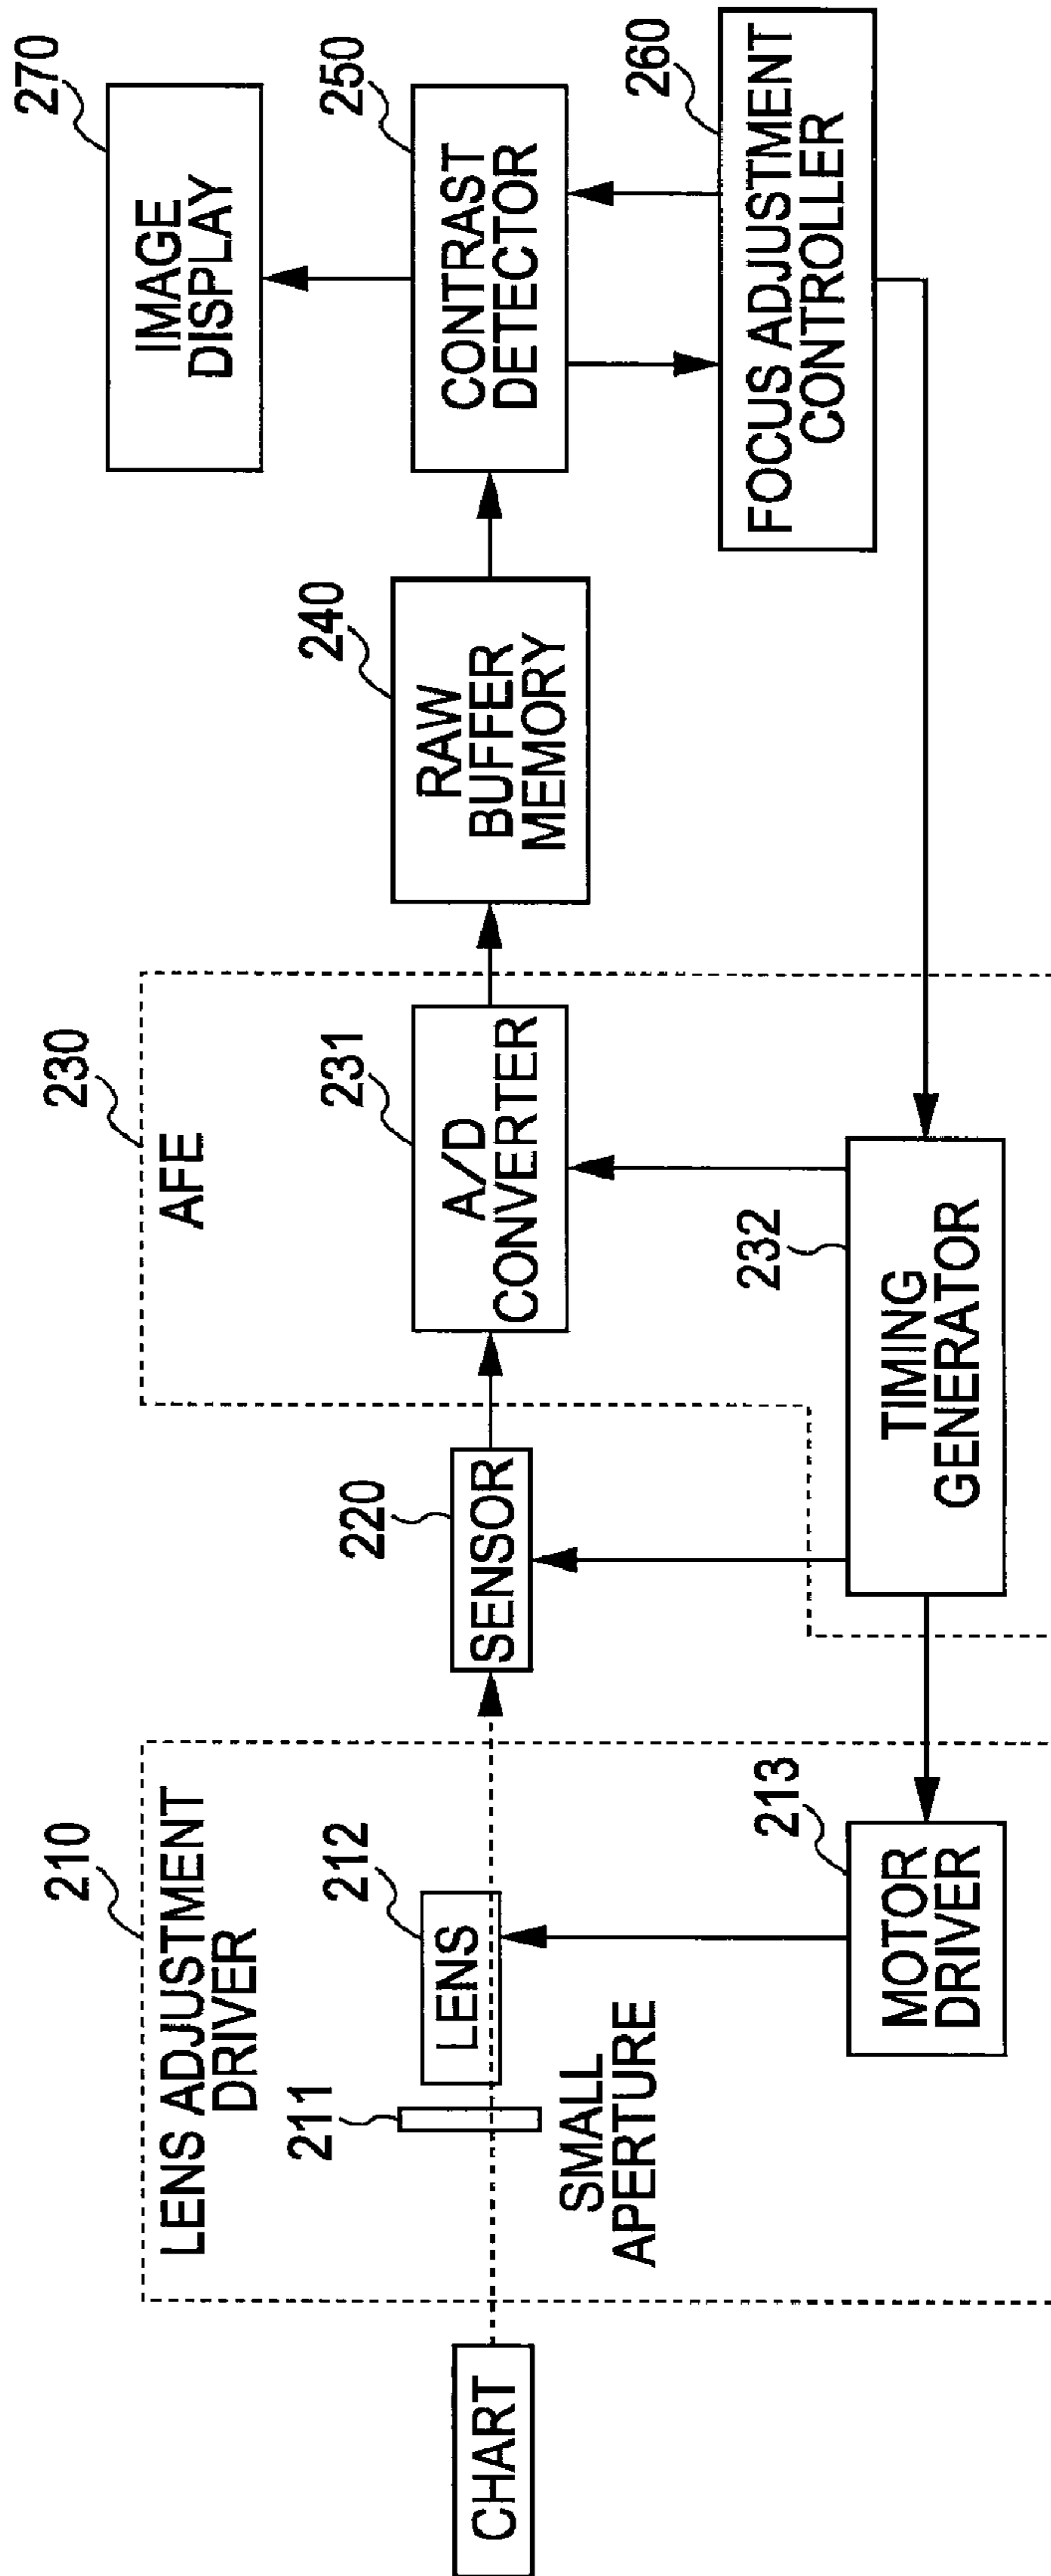 CHART
210
LENS ADJUSTMENT
DRIVER
211
212
LENS
SMALL
APERTURE
213
MOTOR
DRIVER
220
SENSOR
230
AFE
231
A/D
CONVERTER
232
TIMING
GENERATOR
240
RAW
BUFFER
MEMORY
270
IMAGE
DISPLAY
250
CONTRAST
DETECTOR
260
FOCUS ADJUSTMENT
CONTROLLER